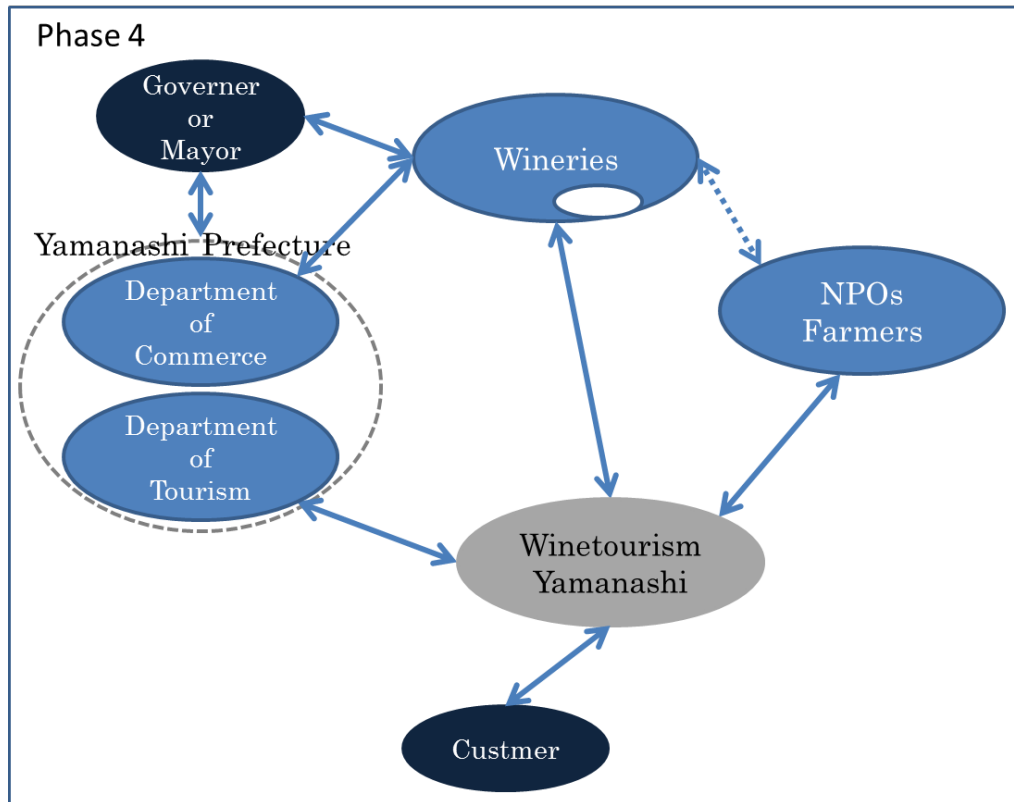 Phase 4
Governer
or
Mayor
Wineries
Yamanashi Prefecture
Department
of
Commerce
NPOs
Farmers
Department
of
Tourism
Winetourism
Yamanashi
Custmer